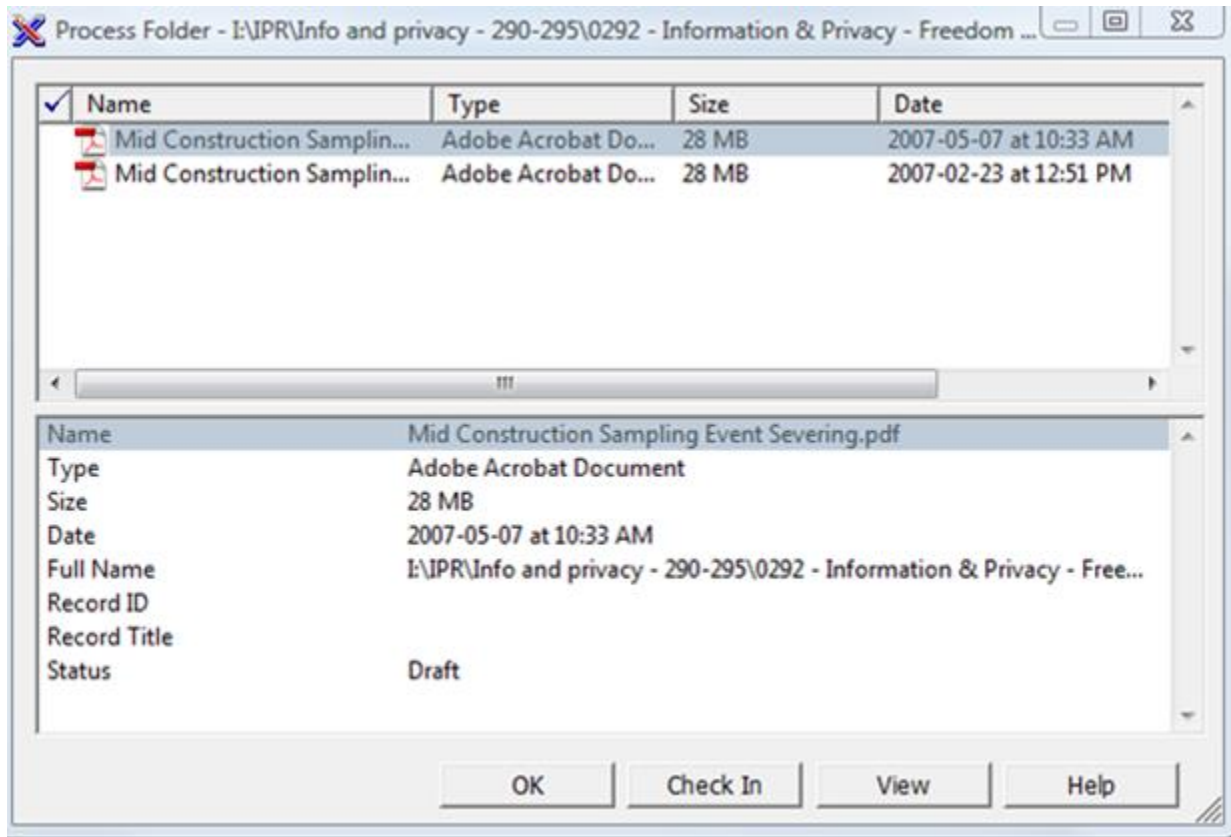 Process Folder - I:\IPR\Info and privacy - 290-295\0292 - Information & Privacy - Freedom ...
Name Type Size Date
Mid Construction Samplin... Adobe Acrobat Do... 28 MB 2007-05-07 at 10:33 AM
Mid Construction Samplin... Adobe Acrobat Do... 28 MB 2007-02-23 at 12:51 PM
Name Mid Construction Sampling Event Severing.pdf
Type Adobe Acrobat Document
Size 28 MB
Date 2007-05-07 at 10:33 AM
Full Name I:\IPR\Info and privacy - 290-295\0292 - Information & Privacy - Free...
Record ID
Record Title
Status Draft
OK Check In View Help